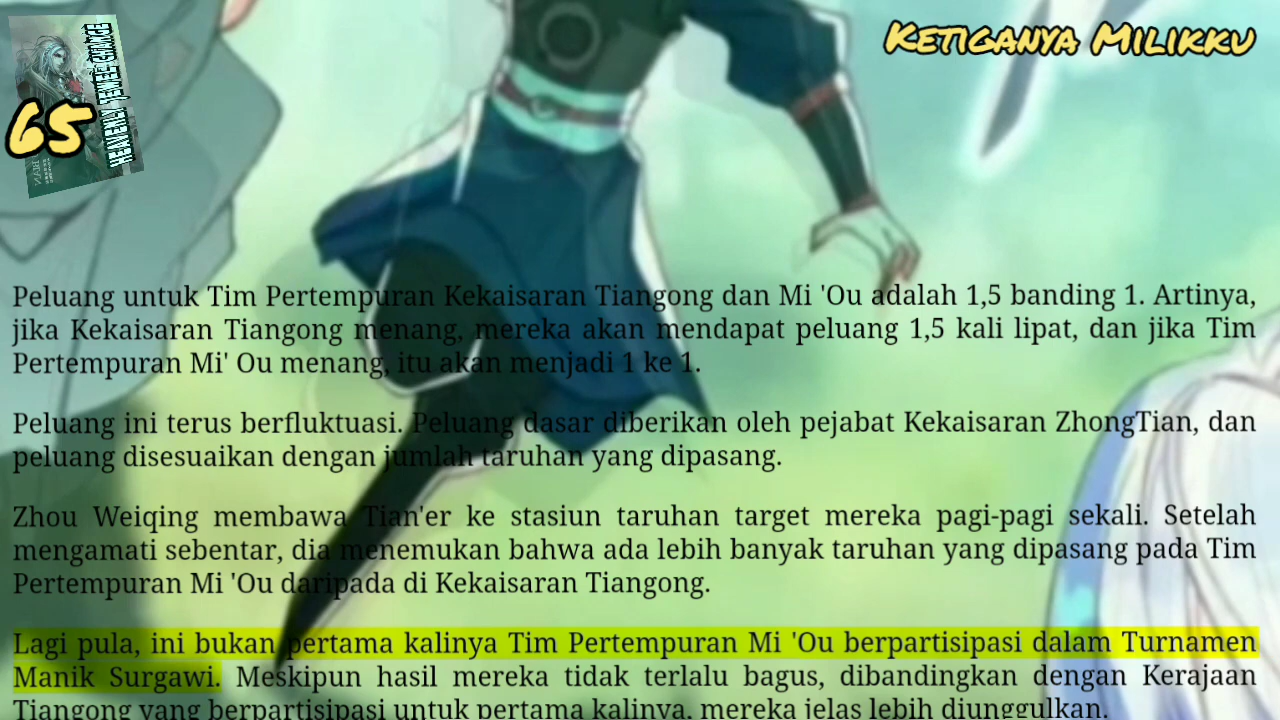 Ketiganya Milikku
HEAVENLY JEWEL CHANGE
65
Peluang untuk Tim Pertempuran Kekaisaran Tiangong dan Mi 'Ou adalah 1,5 banding 1. Artinya,
jika Kekaisaran Tiangong menang, mereka akan mendapat peluang 1,5 kali lipat, dan jika Tim
Pertempuran Mi' Ou menang, itu akan menjadi 1 ke 1.
Peluang ini terus berfluktuasi. Peluang dasar diberikan oleh pejabat Kekaisaran ZhongTian, dan
peluang disesuaikan dengan jumlah taruhan yang dipasang.
Zhou Weiqing membawa Tian'er ke stasiun taruhan target mereka pagi-pagi sekali. Setelah
mengamati sebentar, dia menemukan bahwa ada lebih banyak taruhan yang dipasang pada Tim
Pertempuran Mi 'Ou daripada di Kekaisaran Tiangong.
Lagi pula, ini bukan pertama kalinya Tim Pertempuran Mi 'Ou berpartisipasi dalam Turnamen
Manik Surgawi. Meskipun hasil mereka tidak terlalu bagus, dibandingkan dengan Kerajaan
Tiangong yang berpartisipasi untuk pertama kalinya, mereka jelas lebih diunggulkan.